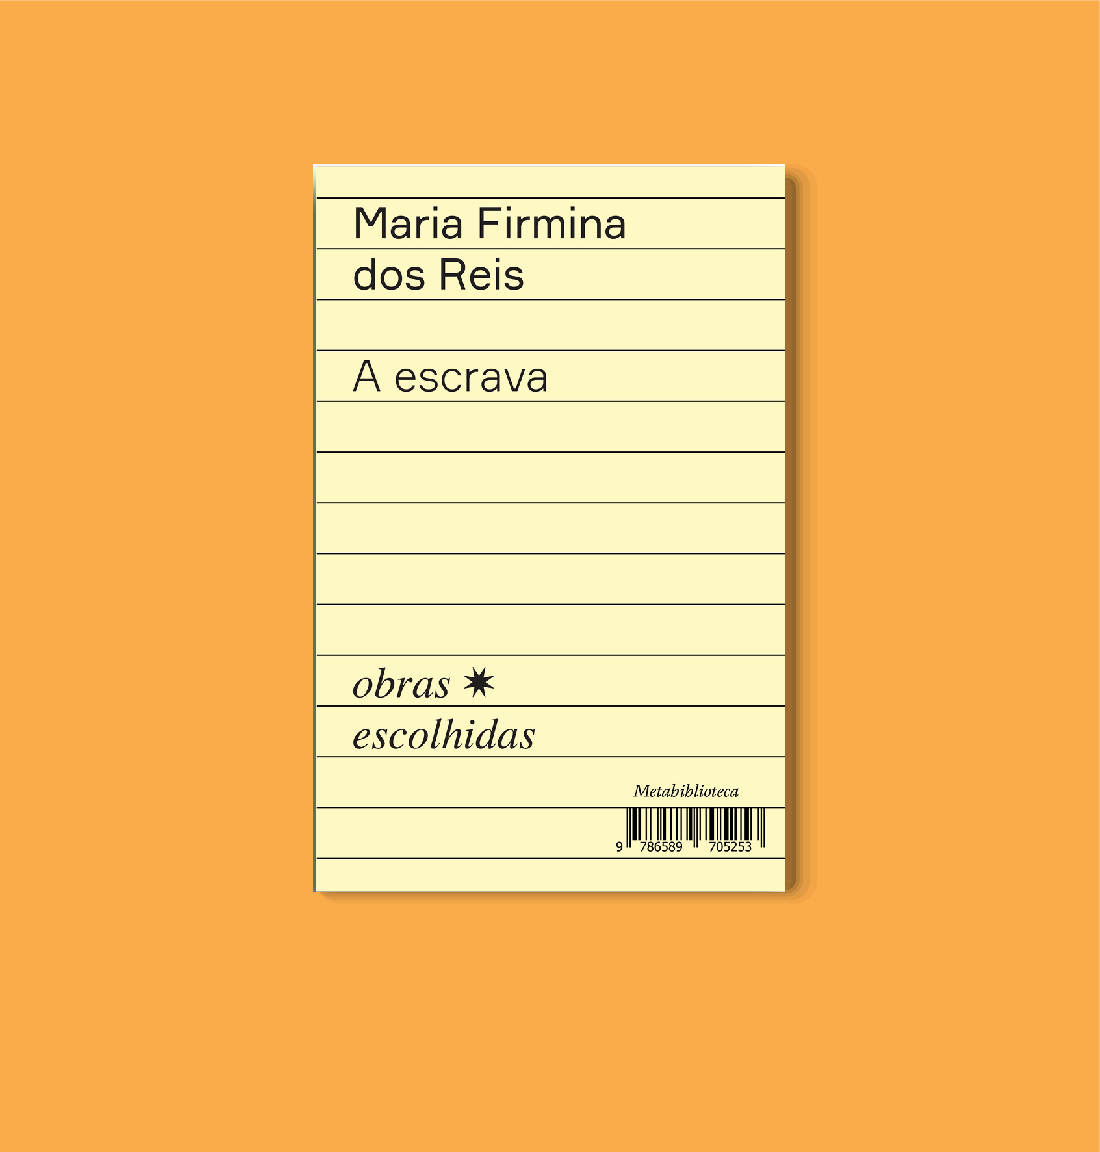 Maria Firmina
dos Reis
A escrava
obras ✷
escolhidas
Metabiblioteca
9 786589 705253